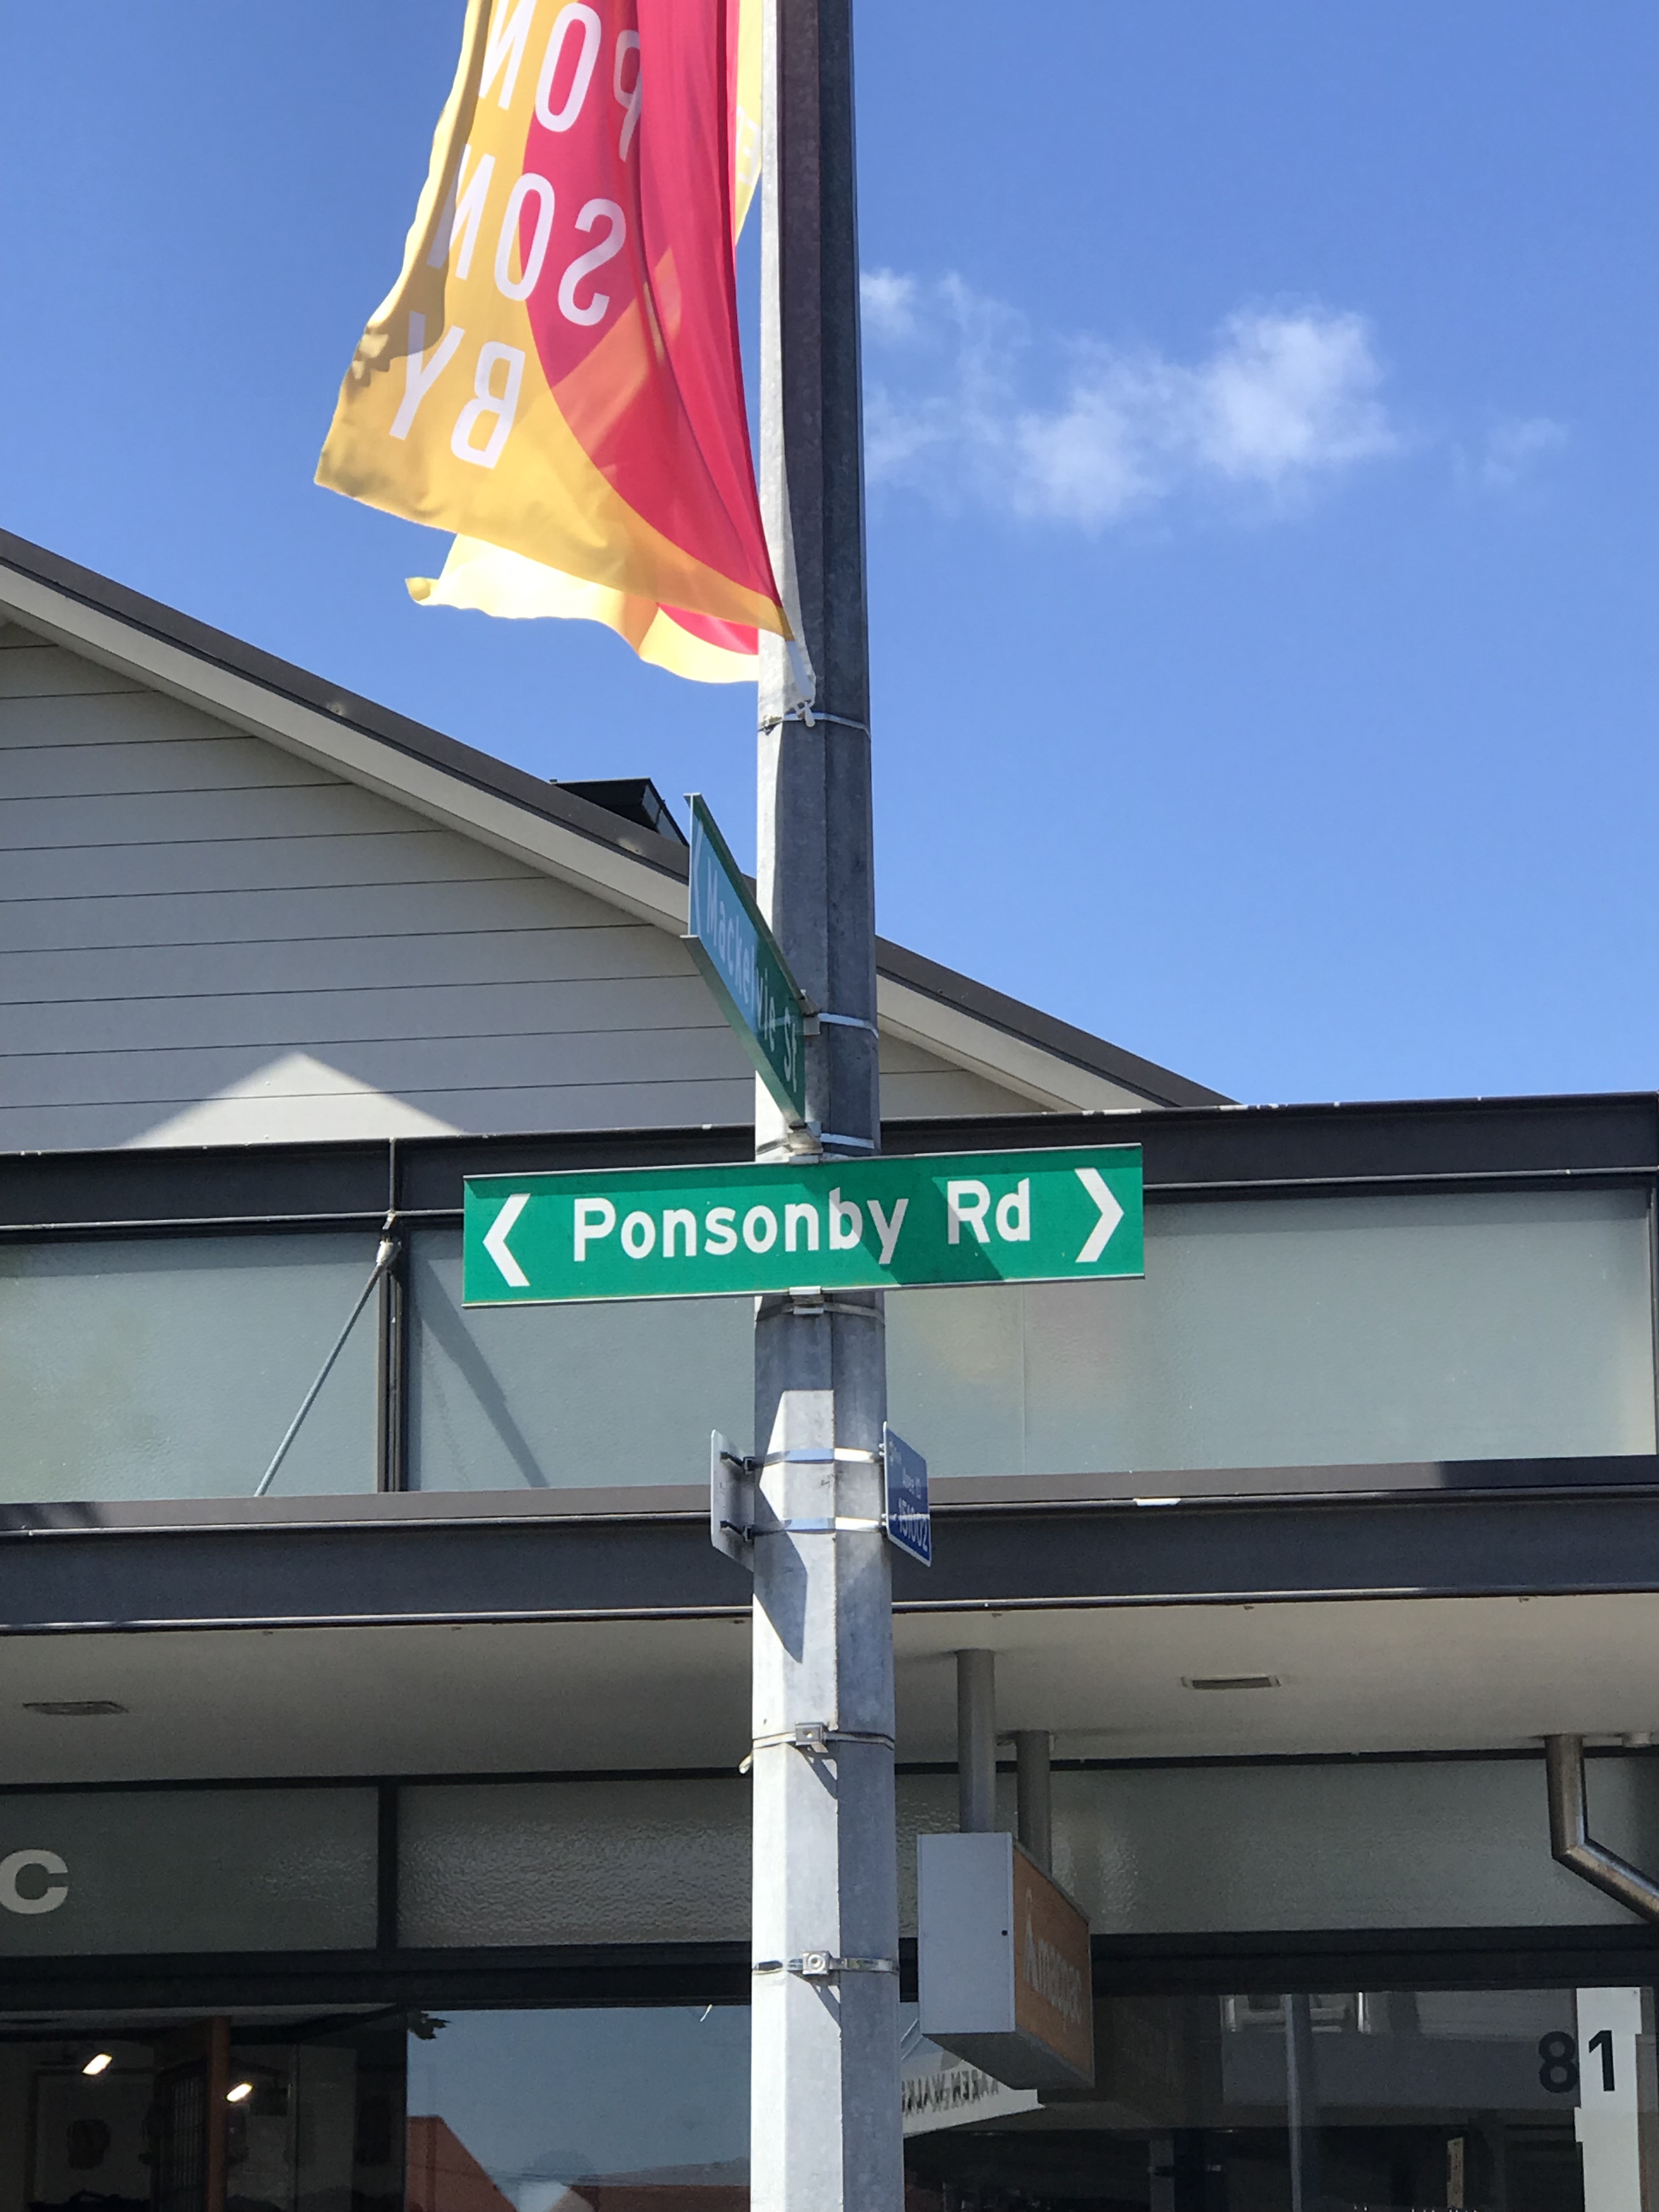 PON
SON
BY
Mackelvie St
Ponsonby Rd
C
81